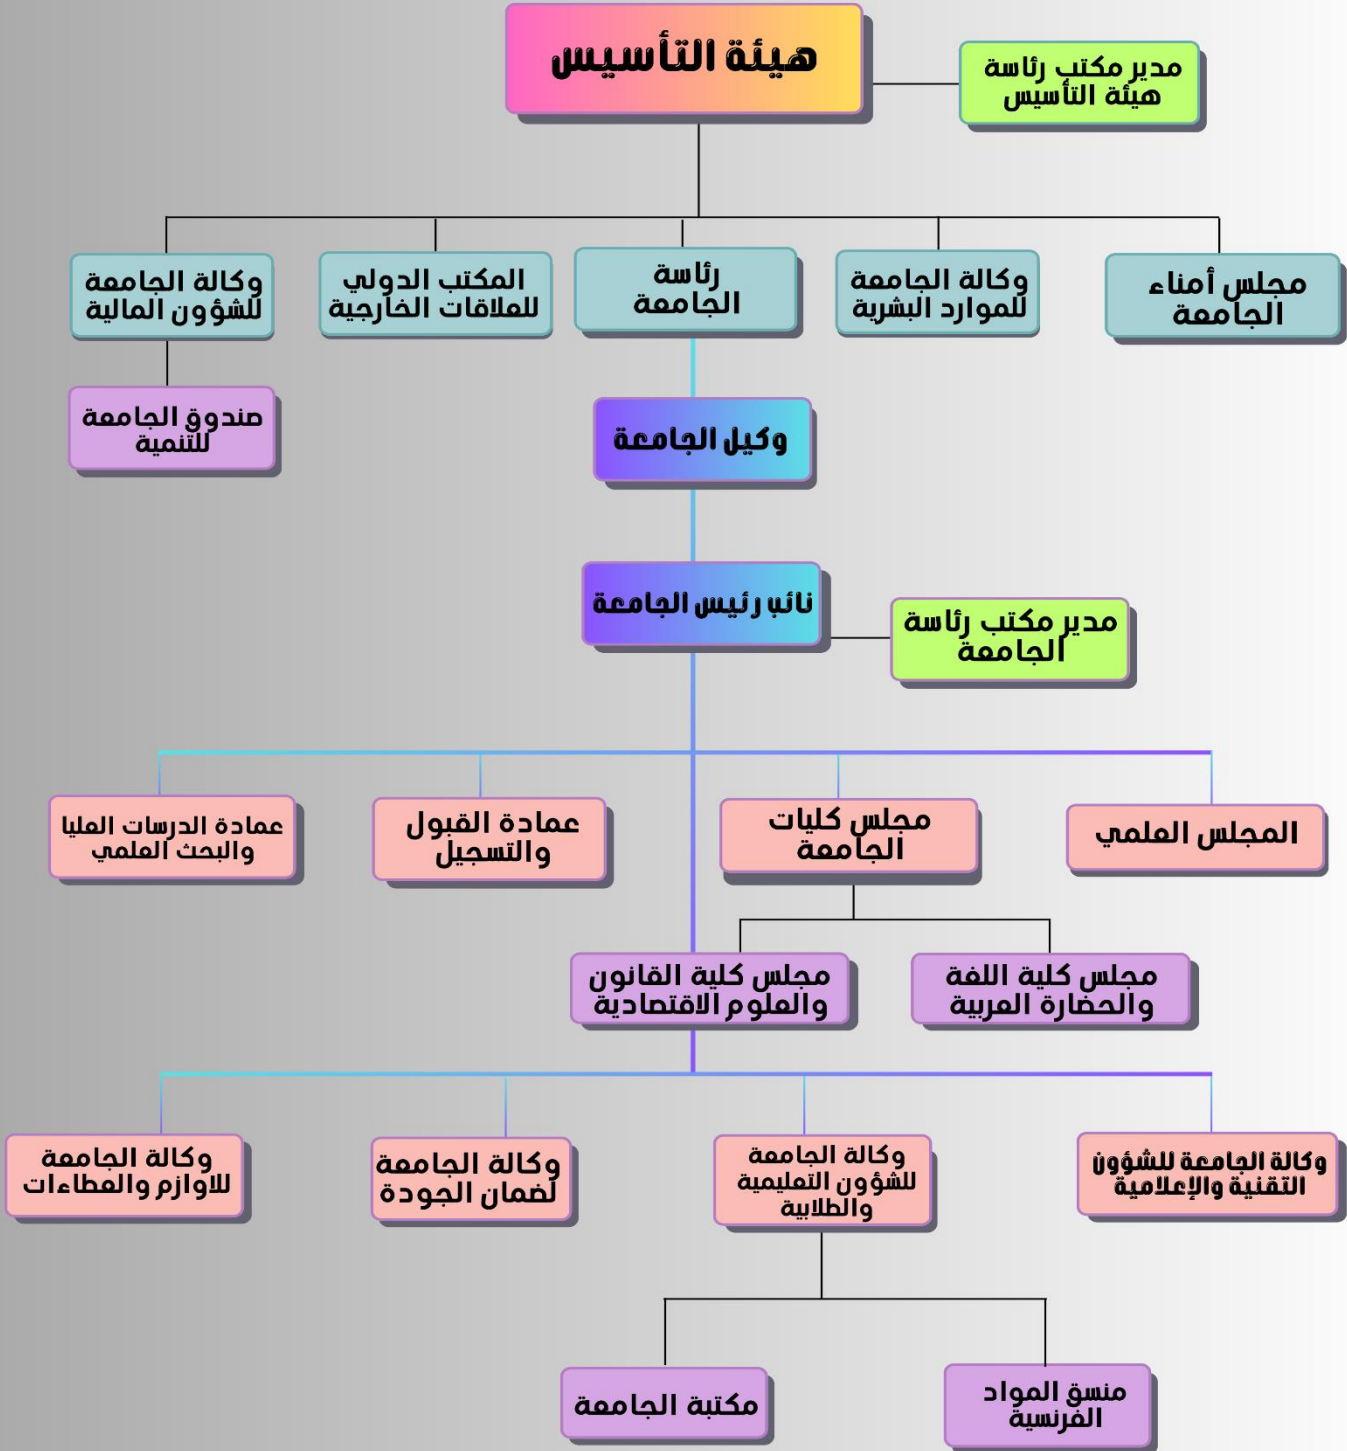 هيئة التأسيس
مدير مكتب رئاسة
هيئة التأسيس
مجلس أمناء
الجامعة
وكالة الجامعة
للموارد البشرية
رئاسة
الجامعة
المكتب الدولي
للعلاقات الخارجية
وكالة الجامعة
للشؤون المالية
صندوق الجامعة
للتنمية
وكيل الجامعة
نائب رئيس الجامعة
مدير مكتب رئاسة
الجامعة
المجلس العلمي
مجلس كليات
الجامعة
عمادة القبول
والتسجيل
عمادة الدرسات العليا
والبحث العلمي
مجلس كلية اللغة
والحضارة العربية
مجلس كلية القانون
والعلوم الاقتصادية
وكالة الجامعة للشؤون
التقنية والإعلامية
وكالة الجامعة
للشؤون التعليمية
والطلابية
وكالة الجامعة
لضمان الجودة
وكالة الجامعة
للاوازم والعطاءات
منسق المواد
الفرنسية
مكتبة الجامعة